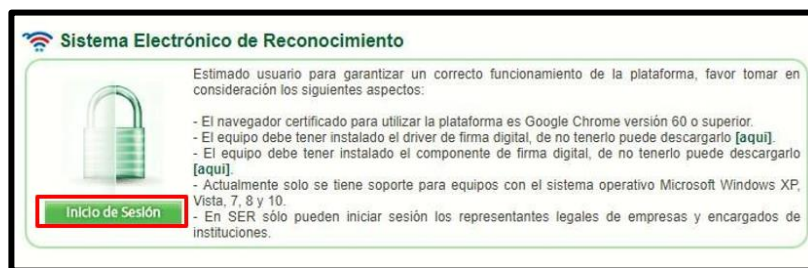 Sistema Electrónico de Reconocimiento
Estimado usuario para garantizar un correcto funcionamiento de la plataforma, favor tomar en
consideración los siguientes aspectos:
- El navegador certificado para utilizar la plataforma es Google Chrome versión 60 o superior.
- El equipo debe tener instalado el driver de firma digital, de no tenerlo puede descargarlo [aquí].
- El equipo debe tener instalado el componente de firma digital, de no tenerlo puede descargarlo
[aquí].
- Actualmente solo se tiene soporte para equipos con el sistema operativo Microsoft Windows XP,
Vista, 7, 8 y 10.
- En SER sólo pueden iniciar sesión los representantes legales de empresas y encargados de
instituciones.
Inicio de Sesión